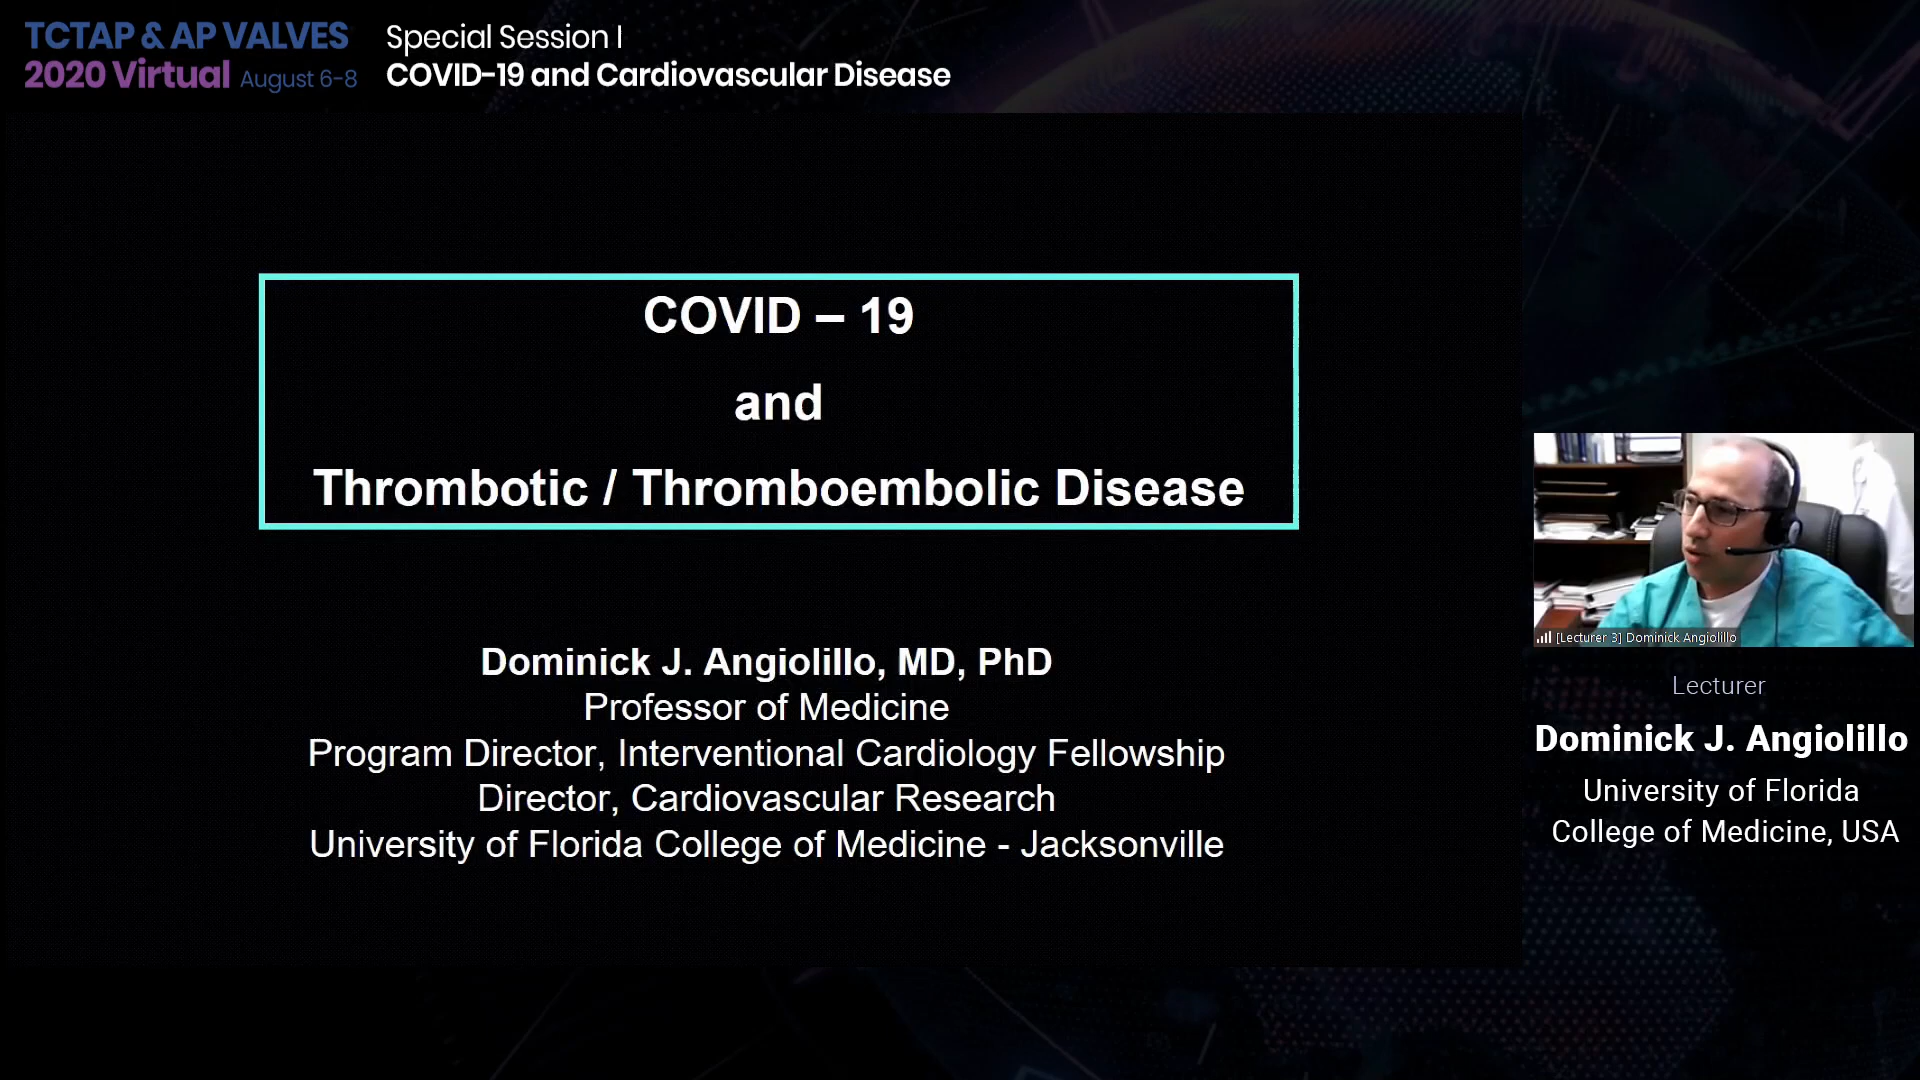 TCTAP & AP VALVES
2020 Virtual August 6-8
Special Session I
COVID-19 and Cardiovascular Disease
COVID – 19
and
Thrombotic / Thromboembolic Disease
Dominick J. Angiolillo, MD, PhD
Professor of Medicine
Program Director, Interventional Cardiology Fellowship
Director, Cardiovascular Research
University of Florida College of Medicine - Jacksonville
[Lecturer 3] Dominick Angiolillo
Lecturer
Dominick J. Angiolillo
University of Florida
College of Medicine, USA